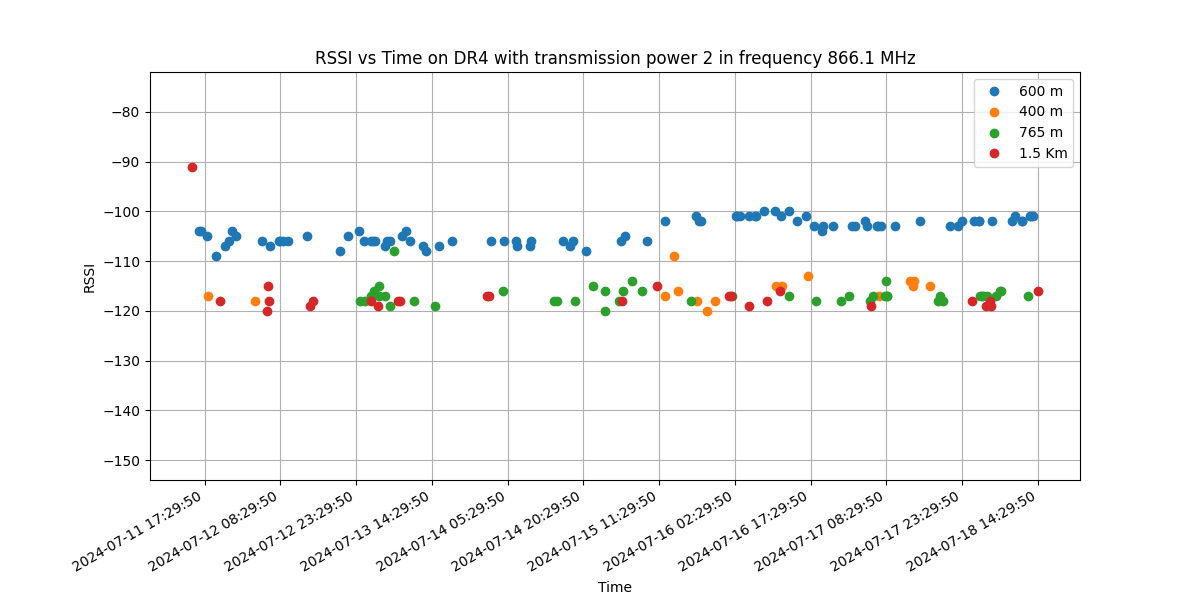 RSSI vs Time on DR4 with transmission power 2 in frequency 866.1 MHz
600 m
400 m
765 m
1.5 Km
−80
−90
−100
−110
−120
−130
−140
−150
RSSI
2024-07-11 17:29:50
2024-07-12 08:29:50
2024-07-12 23:29:50
2024-07-13 14:29:50
2024-07-14 05:29:50
2024-07-14 20:29:50
2024-07-15 11:29:50
2024-07-16 02:29:50
2024-07-16 17:29:50
2024-07-17 08:29:50
2024-07-17 23:29:50
2024-07-18 14:29:50
Time